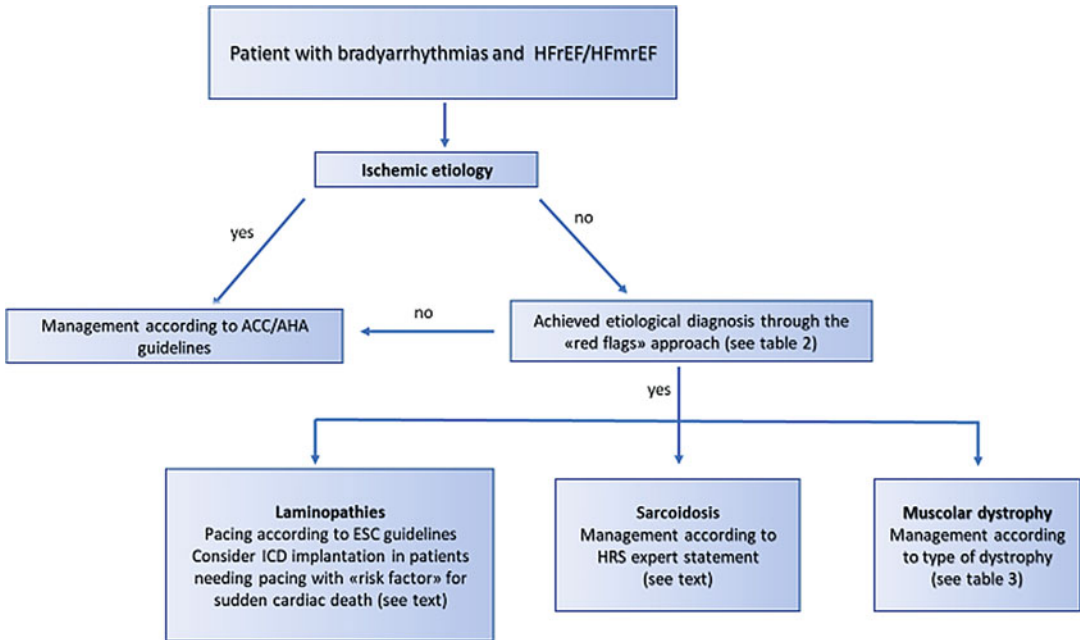 Patient with bradyarrhythmias and HFrEF/HFmrEF
Ischemic etiology
yes
no
Management according to ACC/AHA
guidelines
no
Achieved etiological diagnosis through the
«red flags» approach (see table 2)
yes
Laminopathies
Pacing according to ESC guidelines
Consider ICD implantation in patients
needing pacing with «risk factor» for
sudden cardiac death (see text)
Sarcoidosis
Management according to
HRS expert statement
(see text)
Muscular dystrophy
Management according
to type of dystrophy
(see table 3)